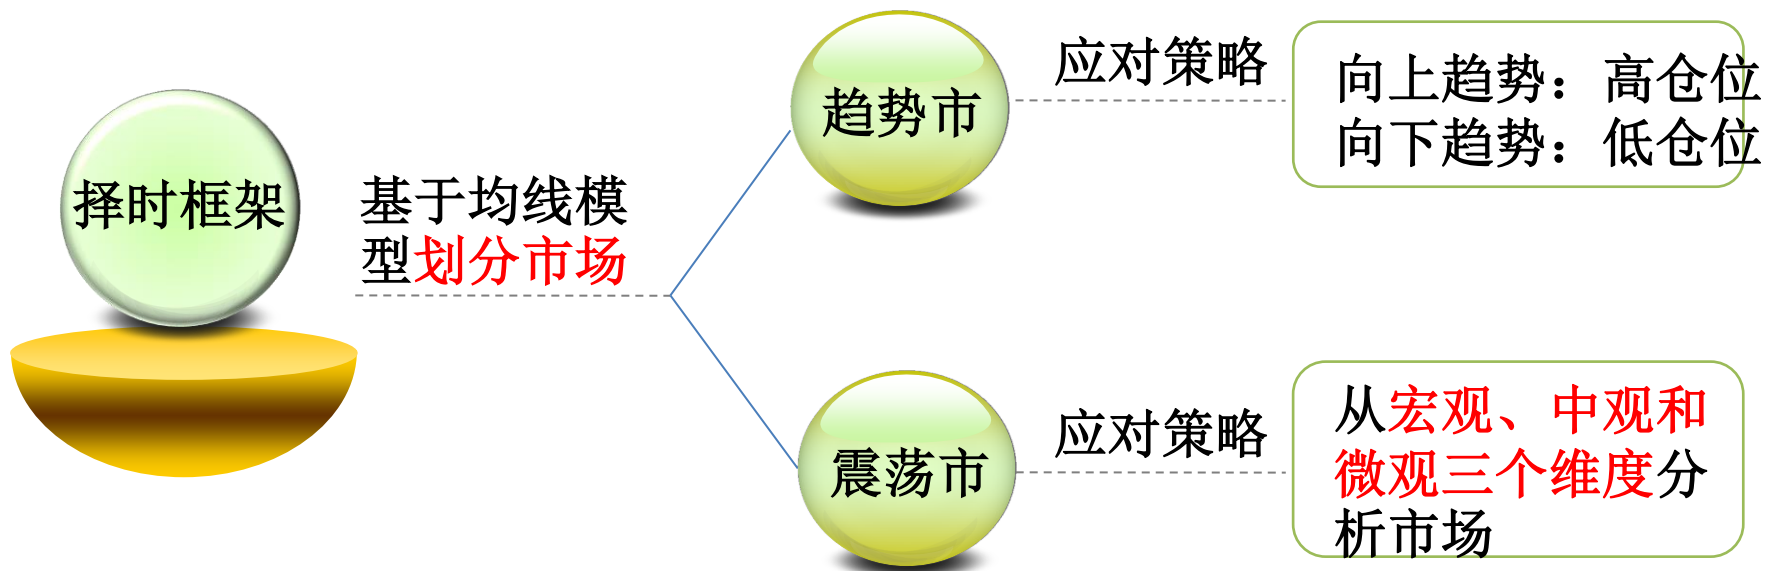 择时框架
基于均线模
型划分市场
趋势市
应对策略
向上趋势：高仓位
向下趋势：低仓位
震荡市
应对策略
从宏观、中观和
微观三个维度分
析市场